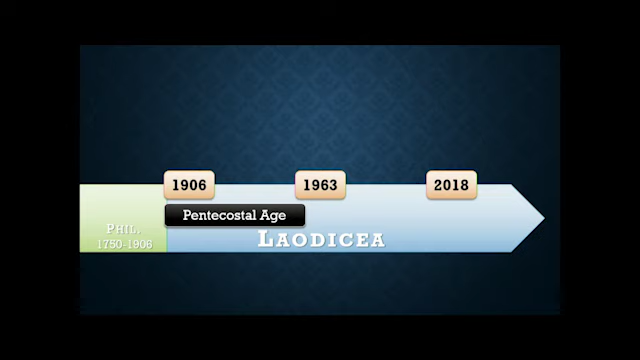 1906
1963
2018
Pentecostal Age
PHIL.
1750-1906
LAODICEA